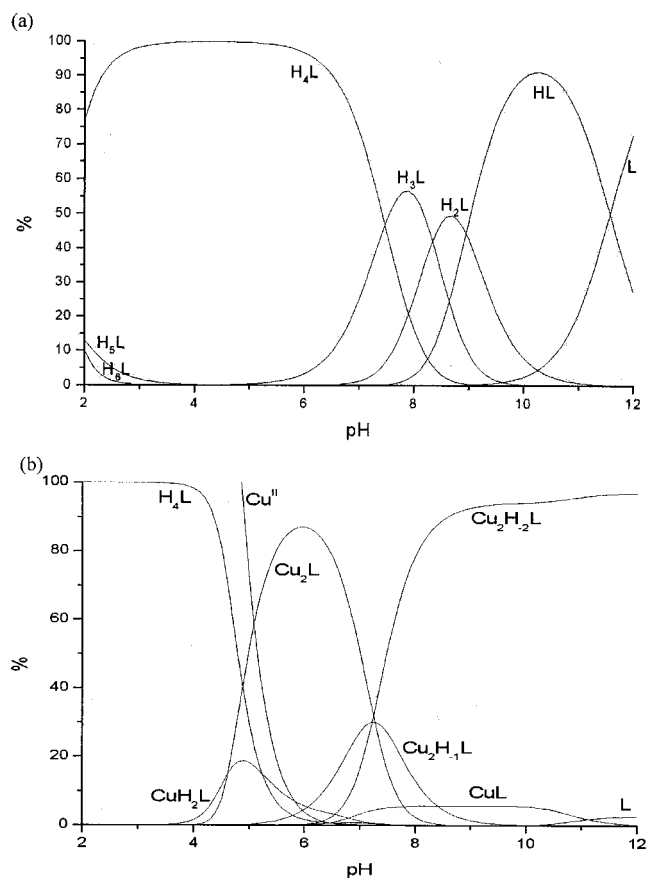 (a)
100
90
80
70
60
50
40
30
20
10
0
%
H₄L
HL
L
H₃L
H₂L
H₅L
H₆L
2 4 6 8 10 12
pH
(b)
100
80
60
40
20
0
%
H₄L
Cuᴵᴵ
Cu₂H₋₂L
Cu₂L
Cu₂H₋₁L
CuH₂L
CuL
L
2 4 6 8 10 12
pH